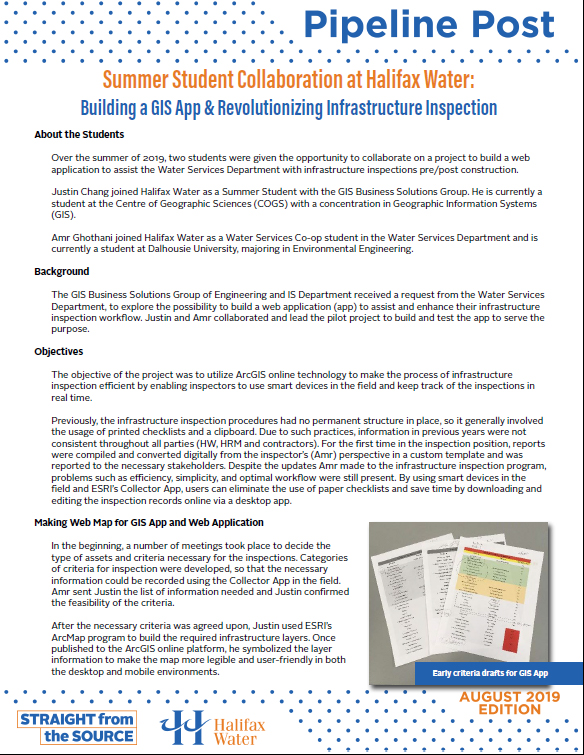 Pipeline Post
Summer Student Collaboration at Halifax Water:
Building a GIS App & Revolutionizing Infrastructure Inspection
About the Students
Over the summer of 2019, two students were given the opportunity to collaborate on a project to build a web
application to assist the Water Services Department with infrastructure inspections pre/post construction.
Justin Chang joined Halifax Water as a Summer Student with the GIS Business Solutions Group. He is currently a
student at the Centre of Geographic Sciences (COGS) with a concentration in Geographic Information Systems
(GIS).
Amr Ghothani joined Halifax Water as a Water Services Co-op student in the Water Services Department and is
currently a student at Dalhousie University, majoring in Environmental Engineering.
Background
The GIS Business Solutions Group of Engineering and IS Department received a request from the Water Services
Department, to explore the possibility to build a web application (app) to assist and enhance their infrastructure
inspection workflow. Justin and Amr collaborated and lead the pilot project to build and test the app to serve the
purpose.
Objectives
The objective of the project was to utilize ArcGIS online technology to make the process of infrastructure
inspection efficient by enabling inspectors to use smart devices in the field and keep track of the inspections in
real time.
Previously, the infrastructure inspection procedures had no permanent structure in place, so it generally involved
the usage of printed checklists and a clipboard. Due to such practices, information in previous years were not
consistent throughout all parties (HW, HRM and contractors). For the first time in the inspection position, reports
were compiled and converted digitally from the inspector's (Amr) perspective in a custom template and was
reported to the necessary stakeholders. Despite the updates Amr made to the infrastructure inspection program,
problems such as efficiency, simplicity, and optimal workflow were still present. By using smart devices in the
field and ESRI's Collector App, users can eliminate the use of paper checklists and save time by downloading and
editing the inspection records online via a desktop app.
Making Web Map for GIS App and Web Application
In the beginning, a number of meetings took place to decide the
type of assets and criteria necessary for the inspections. Categories
of criteria for inspection were developed, so that the necessary
information could be recorded using the Collector App in the field.
Amr sent Justin the list of information needed and Justin confirmed
the feasibility of the criteria.
After the necessary criteria was agreed upon, Justin used ESRI's
ArcMap program to build the required infrastructure layers. Once
published to the ArcGIS online platform, he symbolized the layer
information to make the map more legible and user-friendly in both
the desktop and mobile environments.
Early criteria drafts for GIS App
STRAIGHT from
the SOURCE
Halifax
Water
AUGUST 2019
EDITION